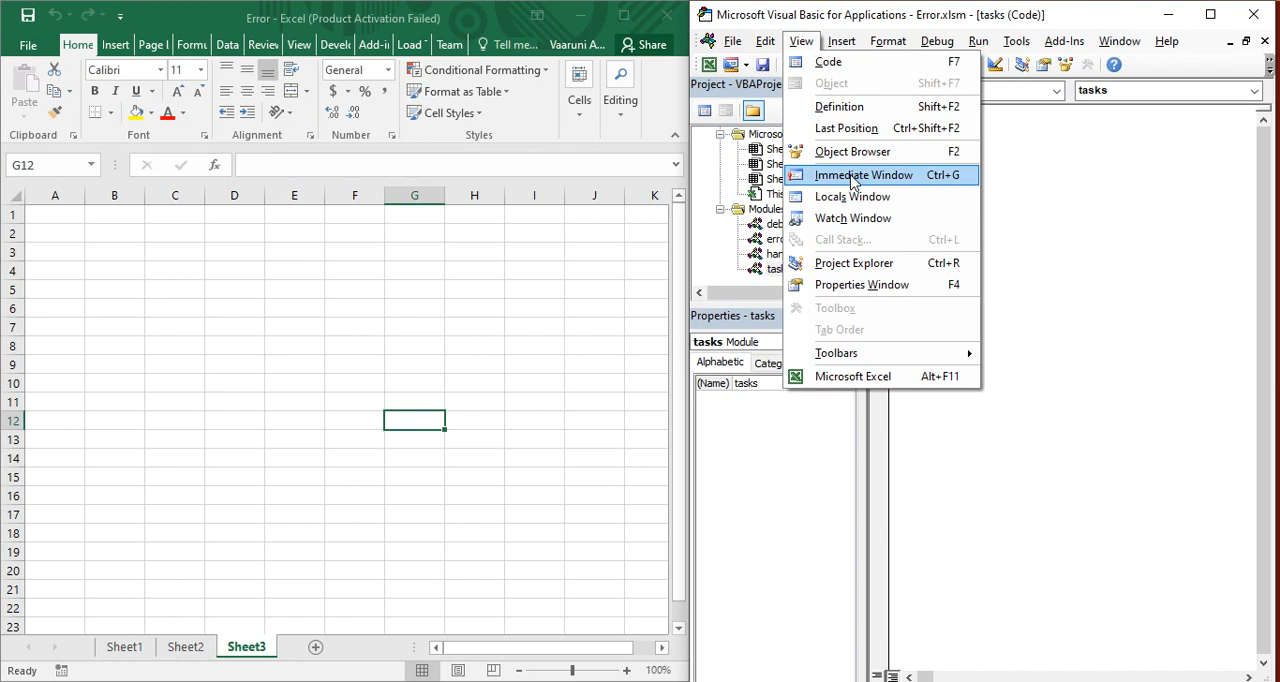 Error - Excel (Product Activation Failed)
File Home Insert Page l Formu Data Review View Develc Add-ii Load Team Tell me... Vaaruni A... Share
Calibri 11 General Conditional Formatting
Paste B I U A A $ % , Format as Table Cells Editing
A Cell Styles
Clipboard Font Alignment Number Styles
G12 fx
A B C D E F G H I J K
1
2
3
4
5
6
7
8
9
10
11
12
13
14
15
16
17
18
19
20
21
22
23
Sheet1 Sheet2 Sheet3
Ready 100%
Microsoft Visual Basic for Applications - Error.xlsm - [tasks (Code)]
File Edit View Insert Format Debug Run Tools Add-Ins Window Help
Project - VBAProje
tasks
Microso
She
She
She
This
Modules
deb
erro
han
task
Code F7
Object Shift+F7
Definition Shift+F2
Last Position Ctrl+Shift+F2
Object Browser F2
Immediate Window Ctrl+G
Locals Window
Watch Window
Call Stack... Ctrl+L
Project Explorer Ctrl+R
Properties Window F4
Toolbox
Tab Order
Toolbars
Microsoft Excel Alt+F11
Properties - tasks
tasks Module
Alphabetic Categ
(Name) tasks